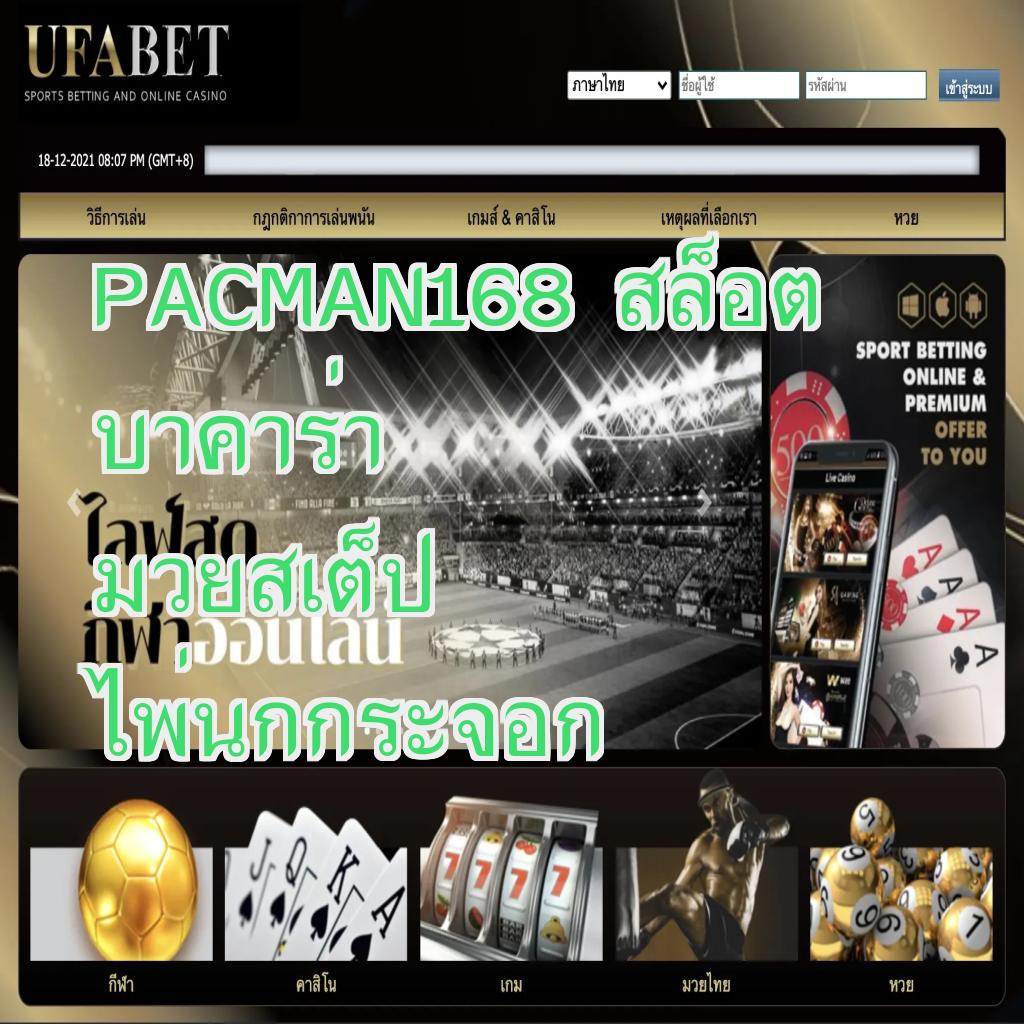 UFABET
SPORTS BETTING AND ONLINE CASINO
ภาษาไทย ชื่อผู้ใช้ รหัสผ่าน เข้าสู่ระบบ
18-12-2021 08:07 PM (GMT+8)
วิธีการเล่น กฎกติกาการเล่นพนัน เกมส์ & คาสิโน เหตุผลที่เลือกเรา หวย
PACMAN168 สล็อต
บาคาร่า
มวยสเต็ป
ไพ่นกกระจอก
ไลฟ์สด
กีฬาออนไลน์
SPORT BETTING
ONLINE &
PREMIUM
OFFER
TO YOU
Live Casino
กีฬา คาสิโน เกม มวยไทย หวย